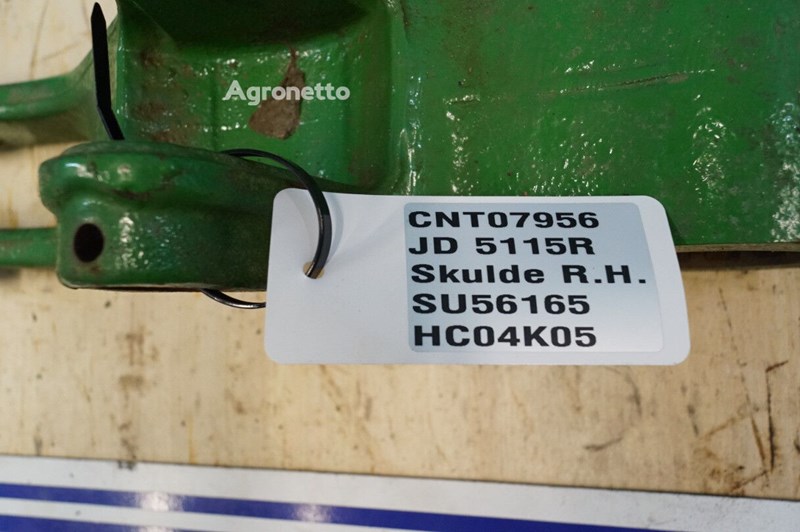 Agronetto
CNT07956
JD 5115R
Skulde R.H.
SU56165
HC04K05